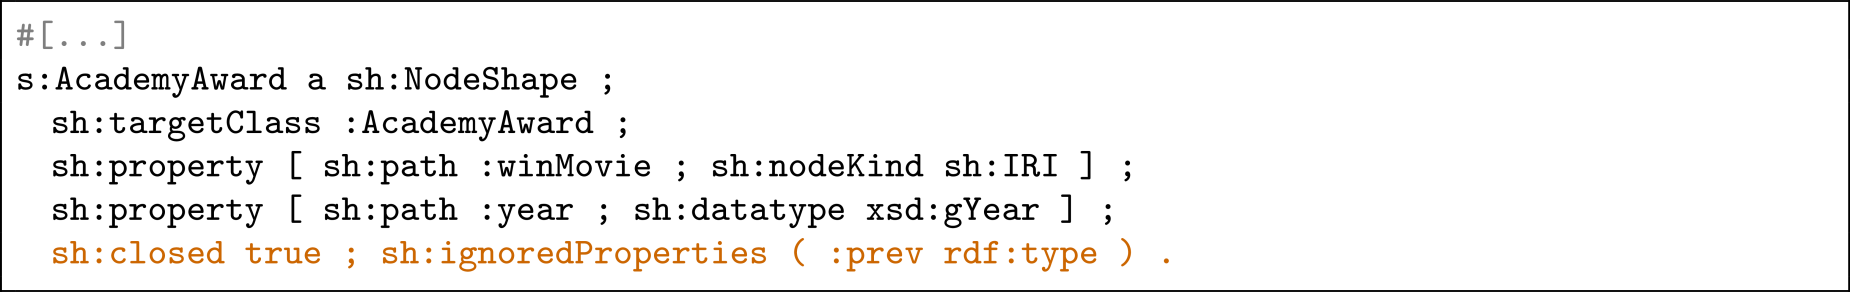 #[...]
s:AcademyAward a sh:NodeShape ;
  sh:targetClass :AcademyAward ;
  sh:property [ sh:path :winMovie ; sh:nodeKind sh:IRI ] ;
  sh:property [ sh:path :year ; sh:datatype xsd:gYear ] ;
  sh:closed true ; sh:ignoredProperties ( :prev rdf:type ) .